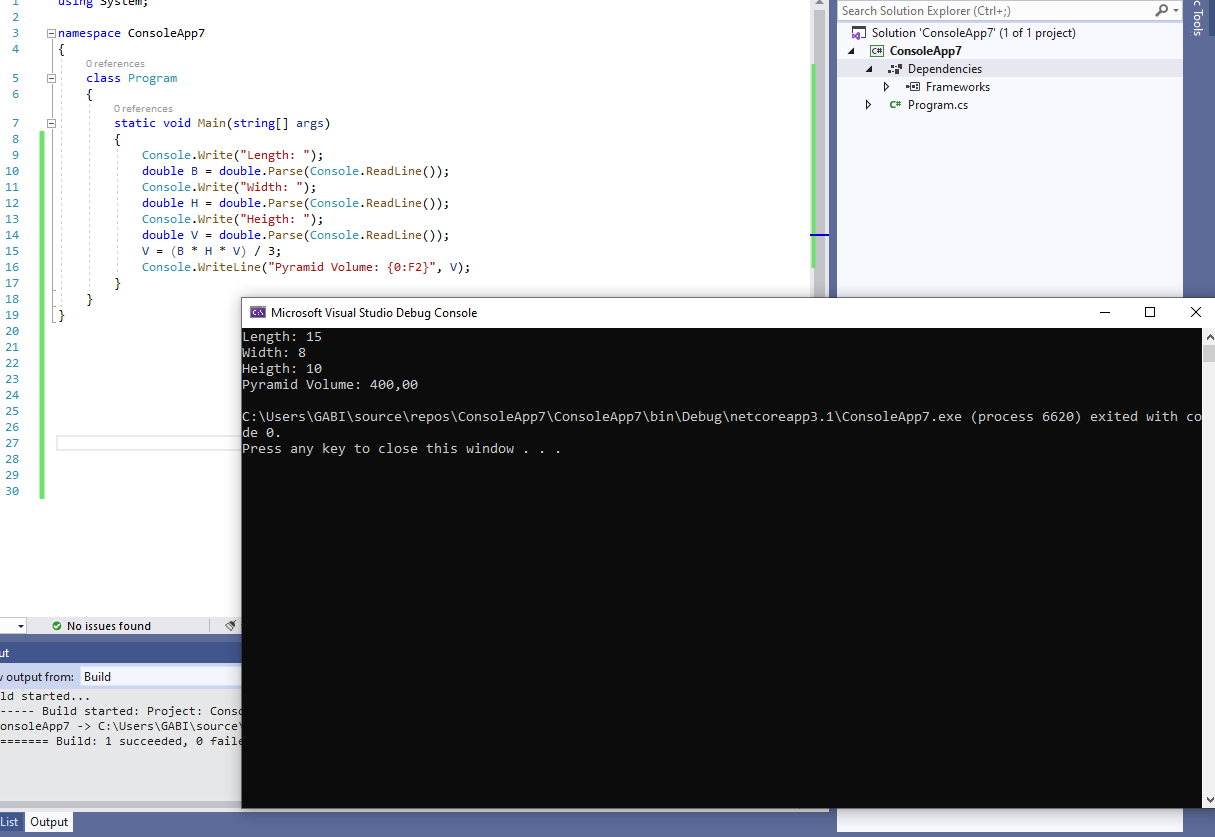 using System;
namespace ConsoleApp7
{
0 references
class Program
{
0 references
static void Main(string[] args)
{
Console.Write("Length: ");
double B = double.Parse(Console.ReadLine());
Console.Write("Width: ");
double H = double.Parse(Console.ReadLine());
Console.Write("Heigth: ");
double V = double.Parse(Console.ReadLine());
V = (B * H * V) / 3;
Console.WriteLine("Pyramid Volume: {0:F2}", V);
}
}
}
1
2
3
4
5
6
7
8
9
10
11
12
13
14
15
16
17
18
19
20
21
22
23
24
25
26
27
28
29
30
Search Solution Explorer (Ctrl+;)
Solution 'ConsoleApp7' (1 of 1 project)
C# ConsoleApp7
Dependencies
Frameworks
C# Program.cs
c Tools
C:\ Microsoft Visual Studio Debug Console
Length: 15
Width: 8
Heigth: 10
Pyramid Volume: 400,00
C:\Users\GABI\source\repos\ConsoleApp7\ConsoleApp7\bin\Debug\netcoreapp3.1\ConsoleApp7.exe (process 6620) exited with co
de 0.
Press any key to close this window . . .
No issues found
ut
w output from: Build
ld started...
----- Build started: Project: Conso
onsoleApp7 -> C:\Users\GABI\source\
======= Build: 1 succeeded, 0 faile
List Output